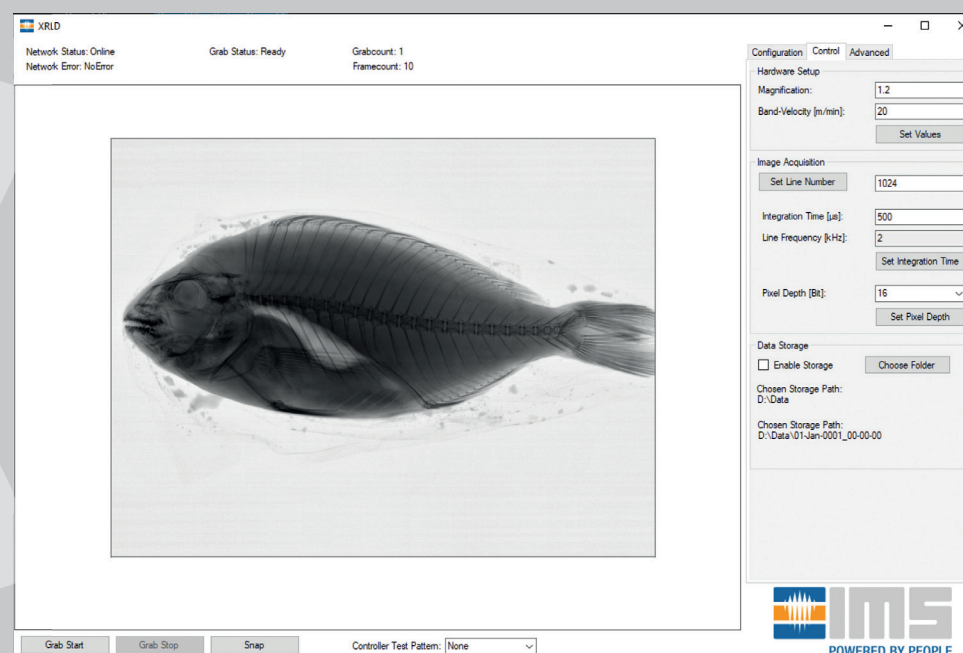 XRLD
Network Status: Online Grab Status: Ready Grabcount: 1
Network Error: NoError Framecount: 10
Configuration Control Advanced
Hardware Setup
Magnification: 1.2
Band-Velocity [m/min]: 20
Set Values
Image Acquisition
Set Line Number 1024
Integration Time [µs]: 500
Line Frequency [kHz]: 2
Set Integration Time
Pixel Depth [Bit]: 16
Set Pixel Depth
Data Storage
Enable Storage Choose Folder
Chosen Storage Path:
D:\Data
Chosen Storage Path:
D:\Data\01-Jan-0001_00-00-00
IMS
POWERED BY PEOPLE
Grab Start Grab Stop Snap Controller Test Pattern: None